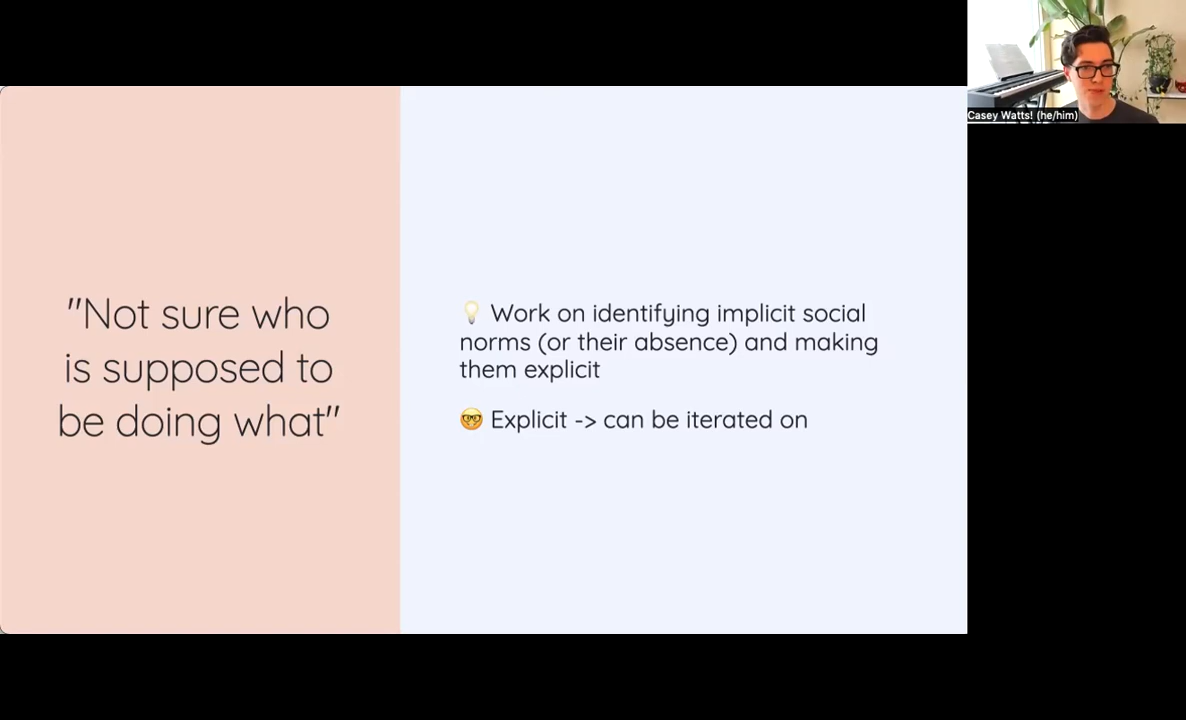 "Not sure who
is supposed to
be doing what"
💡 Work on identifying implicit social
norms (or their absence) and making
them explicit
🤓 Explicit -> can be iterated on
Casey Watts! (he/him)